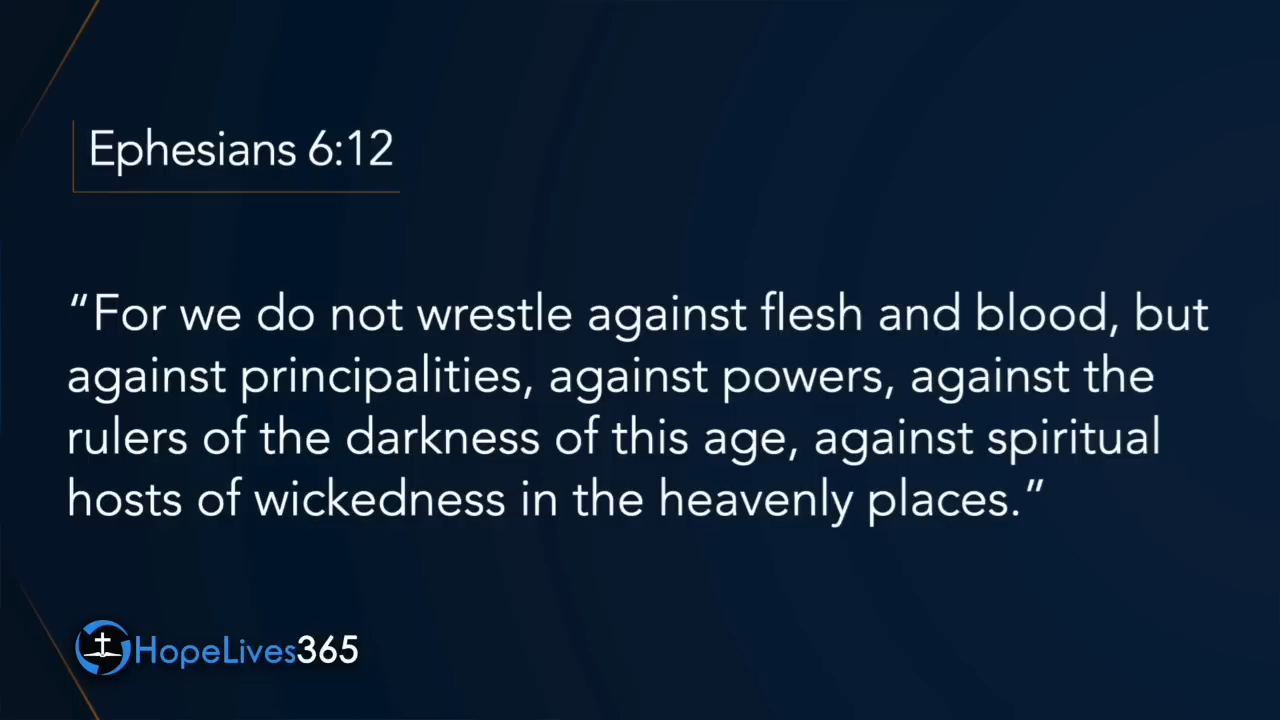 Ephesians 6:12
“For we do not wrestle against flesh and blood, but
against principalities, against powers, against the
rulers of the darkness of this age, against spiritual
hosts of wickedness in the heavenly places.”
HopeLives365